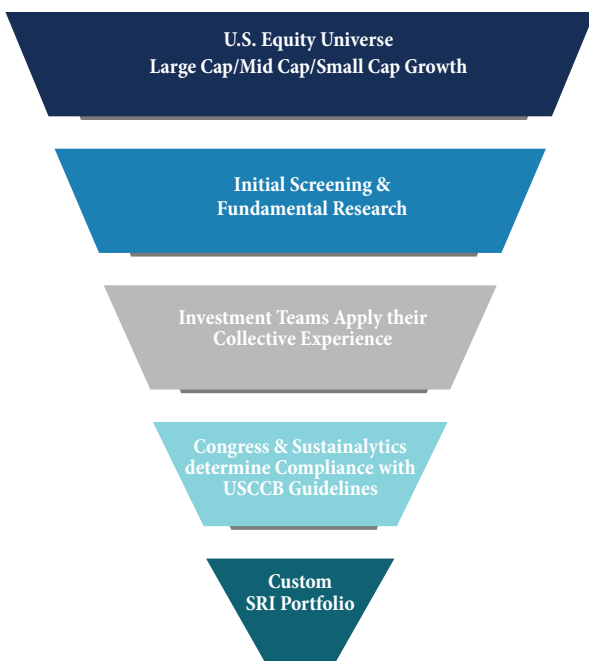 U.S. Equity Universe
Large Cap/Mid Cap/Small Cap Growth
Initial Screening &
Fundamental Research
Investment Teams Apply their
Collective Experience
Congress & Sustainalytics
determine Compliance with
USCCB Guidelines
Custom
SRI Portfolio